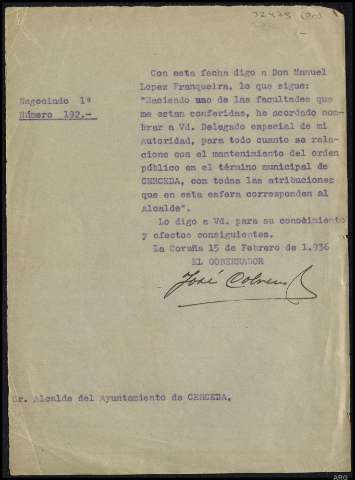 Con esta fecha digo a Don Manuel
Lopez Franqueira, lo que sigue:
Negociado 1º
Número 192.-
"Haciendo uso de las facultades que
me estan conferidas, he acordado nom-
brar a Vd. Delegado especial de mi
Autoridad, para todo cuanto se rela-
cione con el mantenimiento del orden
público en el término municipal de
CERCEDA, con todas las atribuciones
que en esta esfera corresponden al
Alcalde".
Lo digo a Vd. para su conocimiento
y efectos consiguientes.
La Coruña 15 de Febrero de 1.936
EL GOBERNADOR
José
Sr. Alcalde del Ayuntamiento de CERCEDA,
ARG